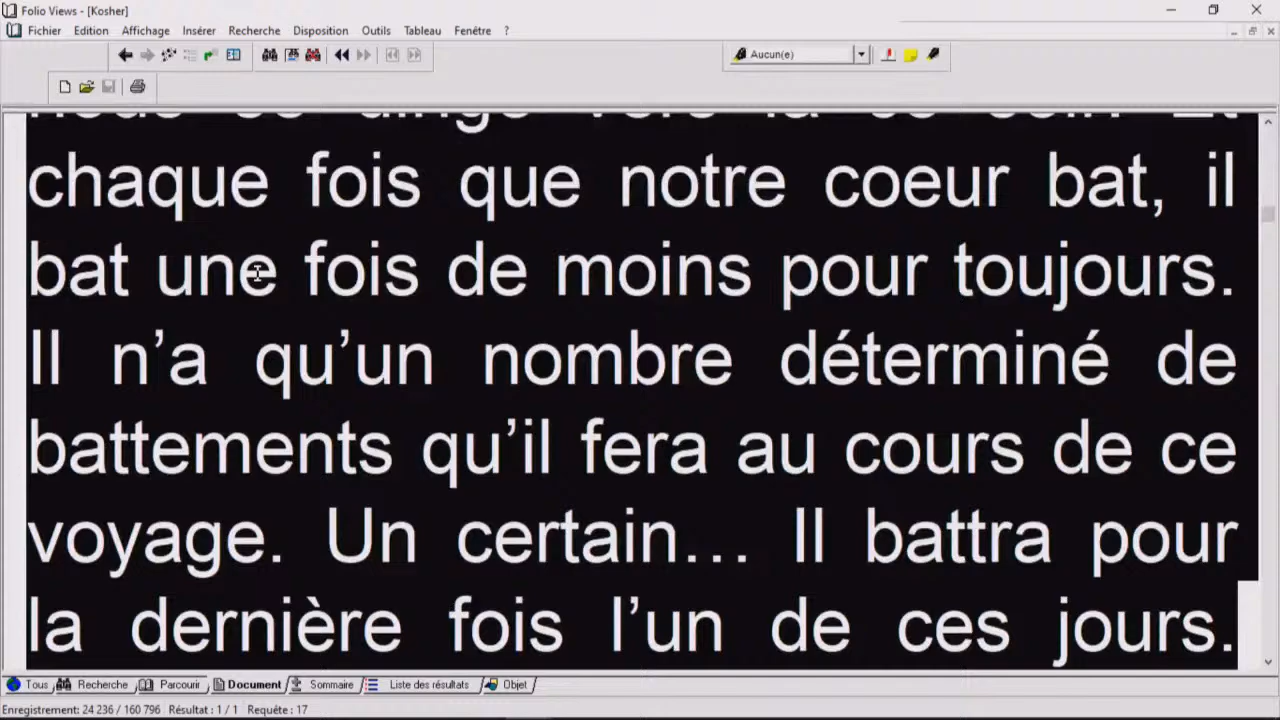 Folio Views - [Kosher]
Fichier Edition Affichage Insérer Recherche Disposition Outils Tableau Fenêtre ?
Aucun(e)
chaque fois que notre coeur bat, il
bat une fois de moins pour toujours.
Il n’a qu’un nombre déterminé de
battements qu’il fera au cours de ce
voyage. Un certain… Il battra pour
la dernière fois l’un de ces jours.
Tous Recherche Parcourir Document Sommaire Liste des résultats Objet
Enregistrement: 24 236 / 160 796 Résultat : 1 / 1 Requête : 17